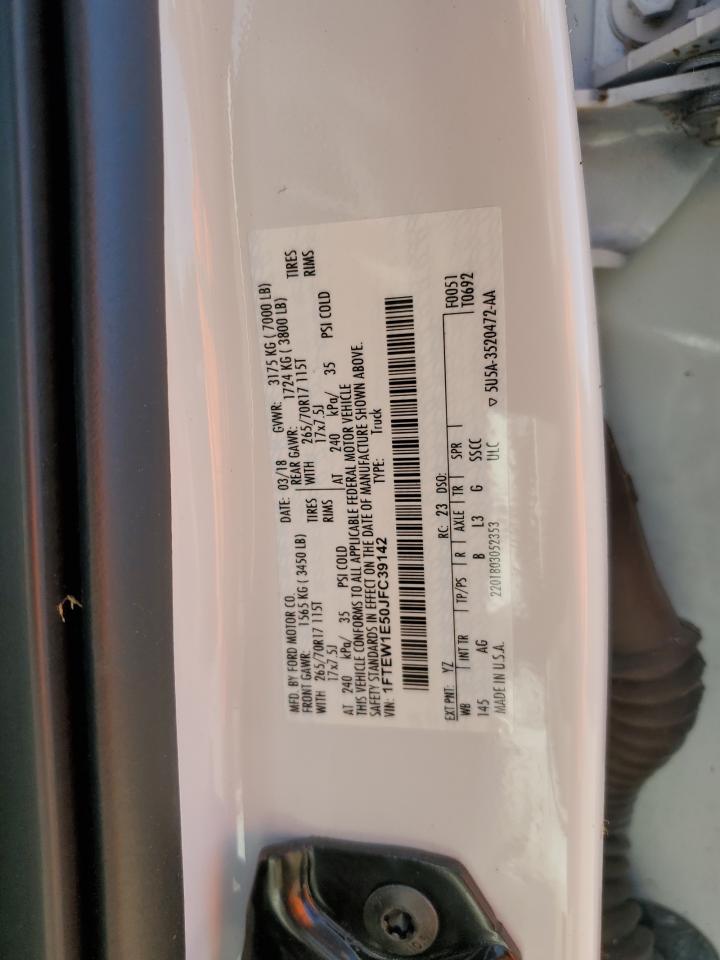 MFD. BY FORD MOTOR CO. DATE: 03/18 GVWR: 3175 KG ( 7000 LB)
FRONT GAWR: 1565 KG ( 3450 LB) REAR GAWR: 1724 KG ( 3800 LB)
WITH 265/70R17 115T TIRES WITH 265/70R17 115T TIRES
17x7.5J RIMS 17x7.5J RIMS
AT 240 kPa/ 35 PSI COLD AT 240 kPa/ 35 PSI COLD
THIS VEHICLE CONFORMS TO ALL APPLICABLE FEDERAL MOTOR VEHICLE
SAFETY STANDARDS IN EFFECT ON THE DATE OF MANUFACTURE SHOWN ABOVE.
VIN: 1FTEW1E50JFC39142 TYPE: Truck
EXT PNT: YZ RC: 23 DSO: F0051
WB INT TR TP/PS R AXLE TR SPR T0692
145 AG B L3 G SSCC
MADE IN U.S.A. 2201803052353 ULC ▽ 5U5A-3520472-AA